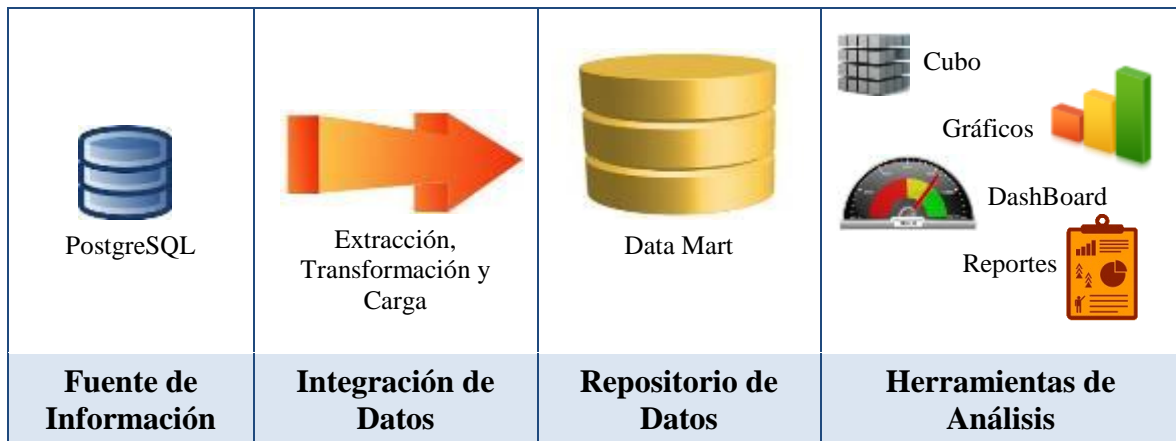 PostgreSQL
Extracción,
Transformación y
Carga
Data Mart
Cubo
Gráficos
DashBoard
Reportes
Fuente de
Información
Integración de
Datos
Repositorio de
Datos
Herramientas de
Análisis